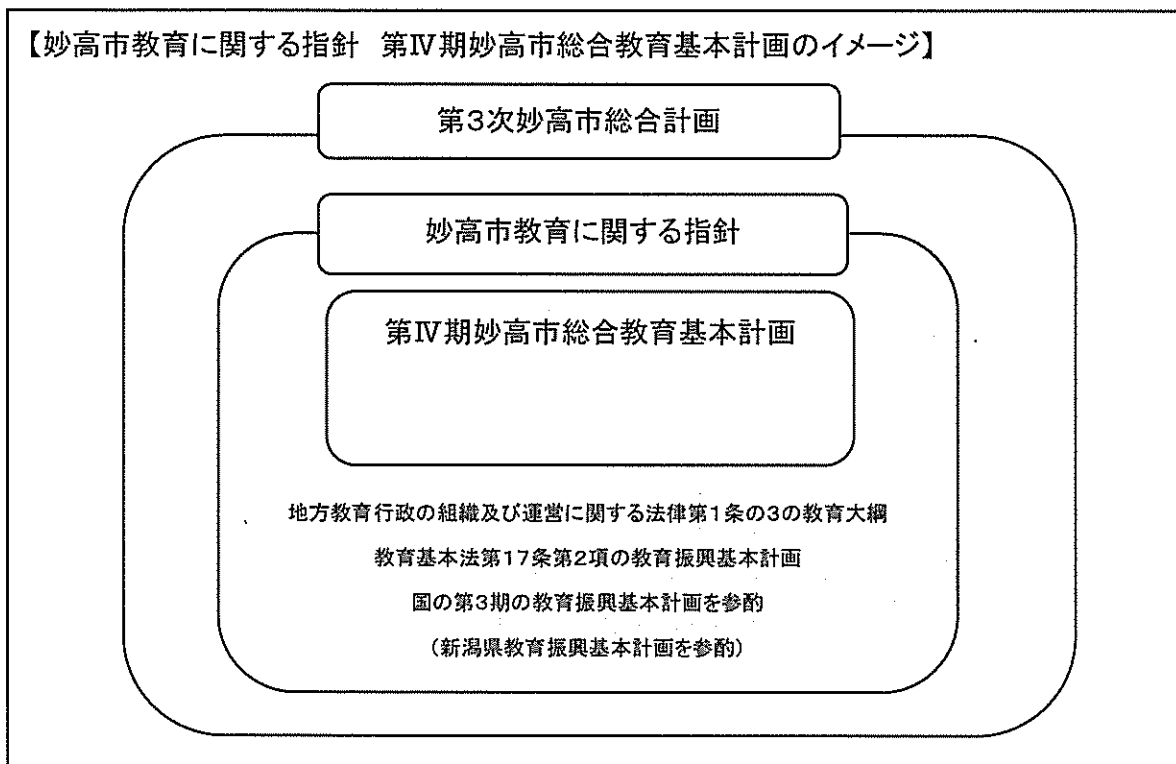 【妙高市教育に関する指針 第Ⅳ期妙高市総合教育基本計画のイメージ】
第3次妙高市総合計画
妙高市教育に関する指針
第Ⅳ期妙高市総合教育基本計画
地方教育行政の組織及び運営に関する法律第1条の3の教育大綱
教育基本法第17条第2項の教育振興基本計画
国の第3期の教育振興基本計画を参酌
(新潟県教育振興基本計画を参酌)